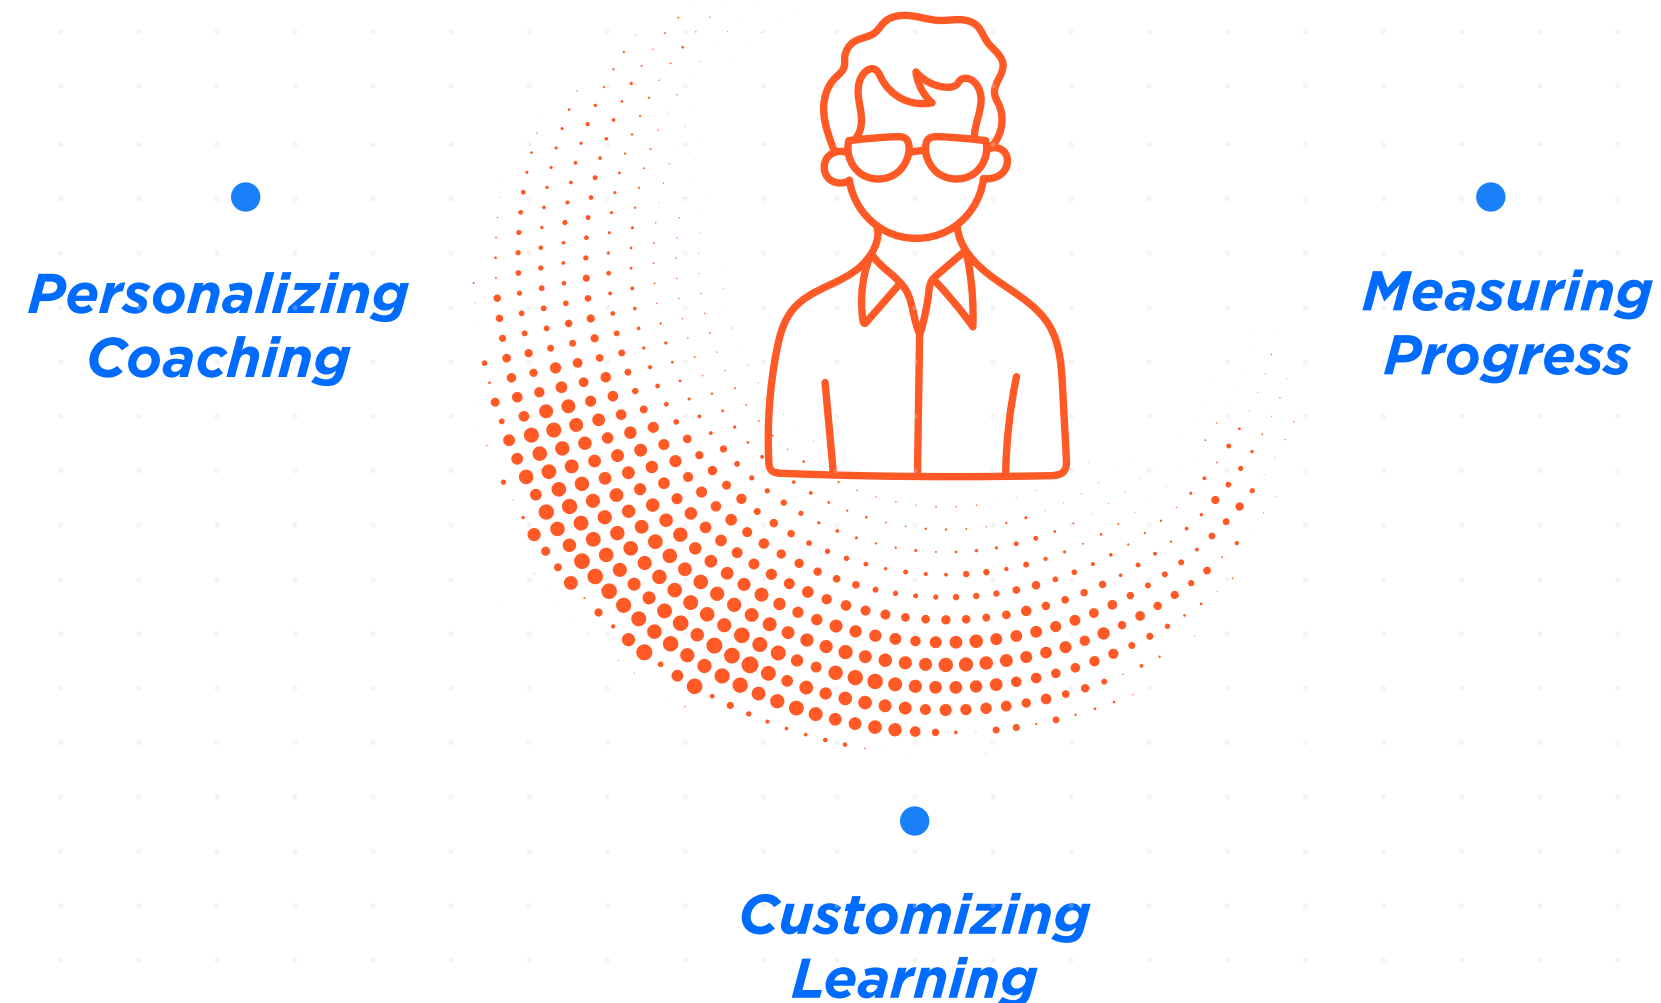 Personalizing
Coaching
Measuring
Progress
Customizing
Learning